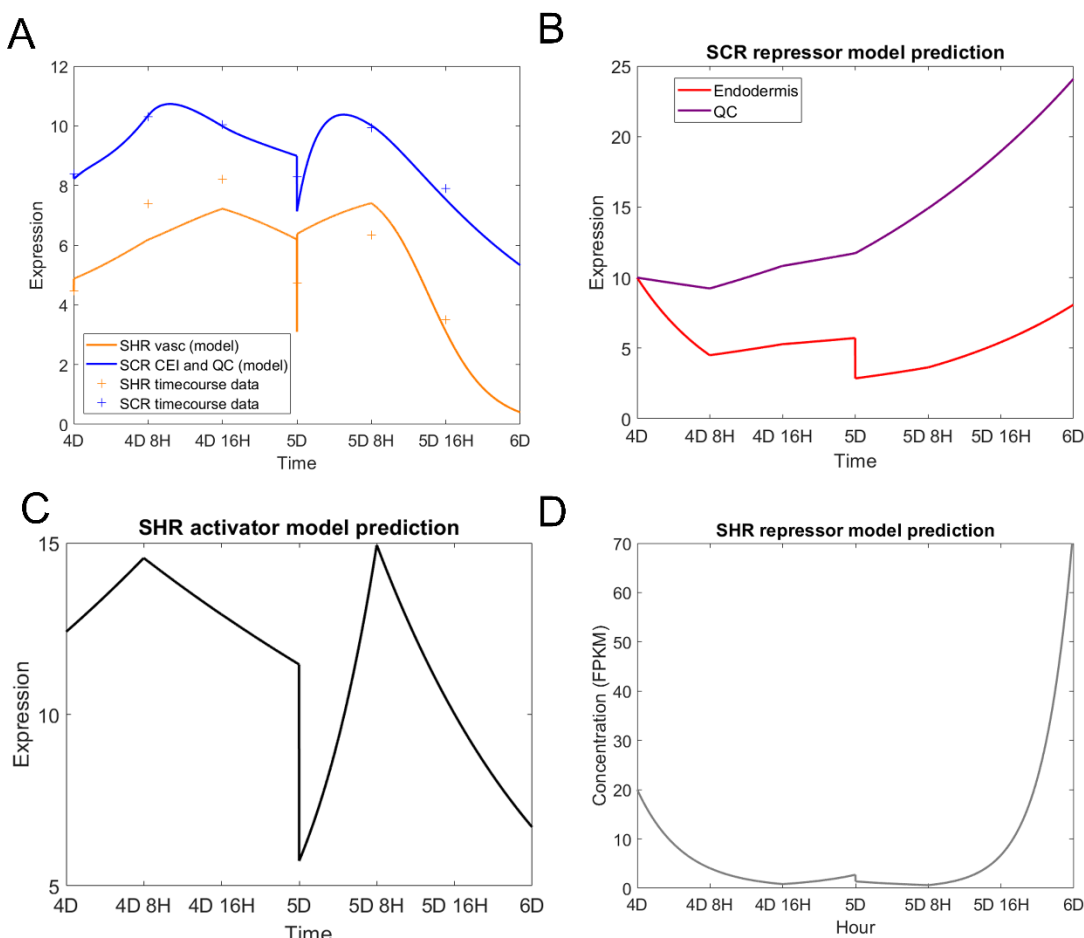 A
12
10
8
6
4
2
0
Expression
SHR vasc (model)
SCR CEI and QC (model)
SHR timecourse data
SCR timecourse data
4D 4D 8H 4D 16H 5D 5D 8H 5D 16H 6D
Time
B
SCR repressor model prediction
25
20
15
10
5
0
Expression
Endodermis
QC
4D 4D 8H 4D 16H 5D 5D 8H 5D 16H 6D
Time
C
SHR activator model prediction
15
10
5
Expression
4D 4D 8H 4D 16H 5D 5D 8H 5D 16H 6D
Time
D
SHR repressor model prediction
70
60
50
40
30
20
10
0
Concentration (FPKM)
4D 4D 8H 4D 16H 5D 5D 8H 5D 16H 6D
Hour